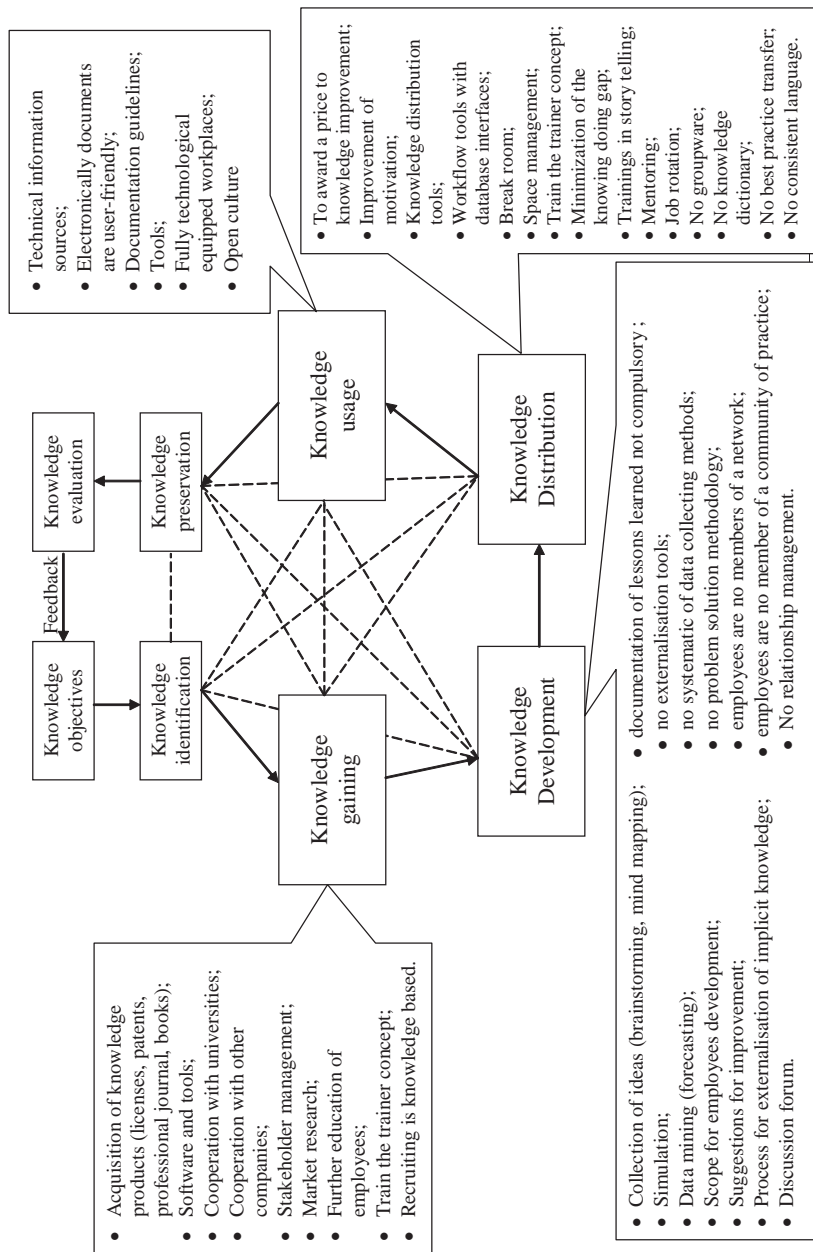 • Acquisition of knowledge
products (licenses, patents,
professional journal, books);
• Software and tools;
• Cooperation with universities;
• Cooperation with other
companies;
• Stakeholder management;
• Market research;
• Further education of
employees;
• Train the trainer concept;
• Recruiting is knowledge based.
Knowledge
objectives
Feedback
Knowledge
evaluation
Knowledge
identification
Knowledge
preservation
Knowledge
gaining
Knowledge
usage
Knowledge
Development
Knowledge
Distribution
• Technical information
sources;
• Electronically documents
are user-friendly;
• Documentation guidelines;
• Tools;
• Fully technological
equipped workplaces;
• Open culture
• Collection of ideas (brainstorming, mind mapping);
• Simulation;
• Data mining (forecasting);
• Scope for employees development;
• Suggestions for improvement;
• Process for externalisation of implicit knowledge;
• Discussion forum.
• documentation of lessons learned not compulsory ;
• no externalisation tools;
• no systematic of data collecting methods;
• no problem solution methodology;
• employees are no members of a network;
• employees are no member of a community of practice;
• No relationship management.
• To award a price to
knowledge improvement;
• Improvement of
motivation;
• Knowledge distribution
tools;
• Workflow tools with
database interfaces;
• Break room;
• Space management;
• Train the trainer concept;
• Minimization of the
knowing doing gap;
• Trainings in story telling;
• Mentoring;
• Job rotation;
• No groupware;
• No knowledge
dictionary;
• No best practice transfer;
• No consistent language.